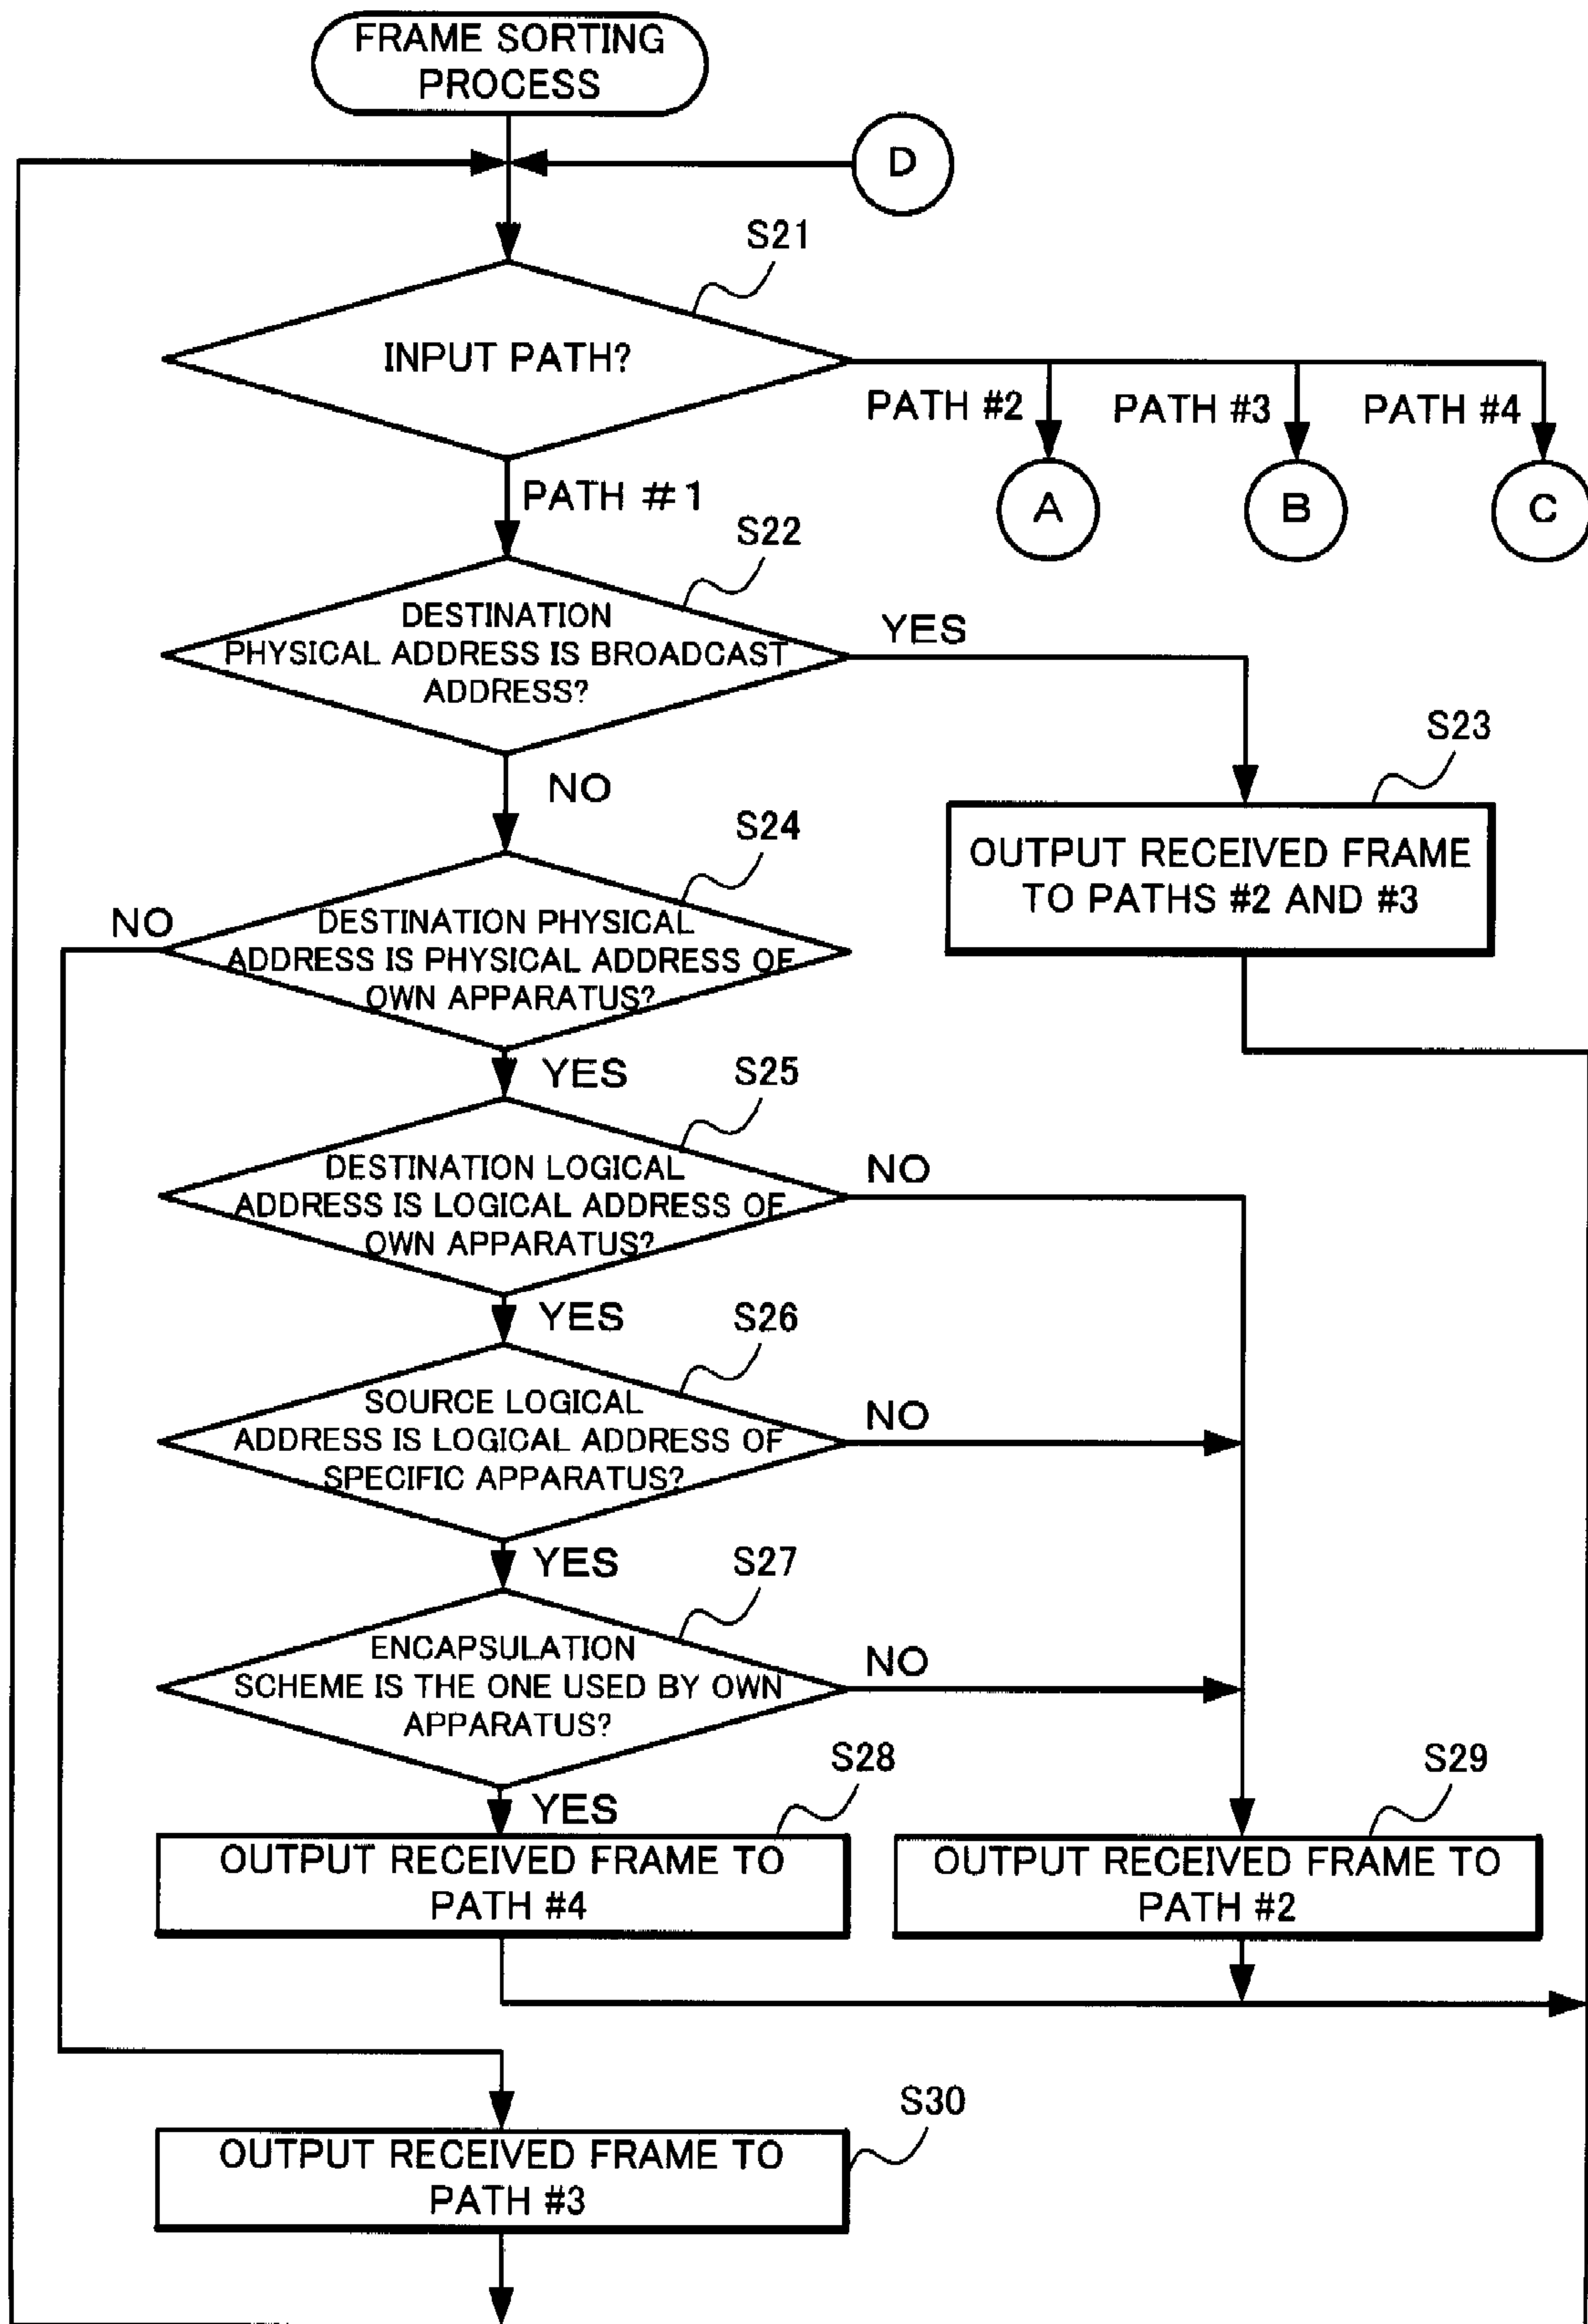 FRAME SORTING
PROCESS
D
S21
INPUT PATH?
PATH #2
PATH #3
PATH #4
A
B
C
PATH #1
S22
DESTINATION
PHYSICAL ADDRESS IS BROADCAST
ADDRESS?
YES
NO
S23
OUTPUT RECEIVED FRAME
TO PATHS #2 AND #3
S24
NO
DESTINATION PHYSICAL
ADDRESS IS PHYSICAL ADDRESS OF
OWN APPARATUS?
YES
S25
DESTINATION LOGICAL
ADDRESS IS LOGICAL ADDRESS OF
OWN APPARATUS?
NO
YES
S26
SOURCE LOGICAL
ADDRESS IS LOGICAL ADDRESS OF
SPECIFIC APPARATUS?
NO
YES
S27
ENCAPSULATION
SCHEME IS THE ONE USED BY OWN
APPARATUS?
NO
YES
S28
OUTPUT RECEIVED FRAME TO
PATH #4
S29
OUTPUT RECEIVED FRAME TO
PATH #2
S30
OUTPUT RECEIVED FRAME TO
PATH #3